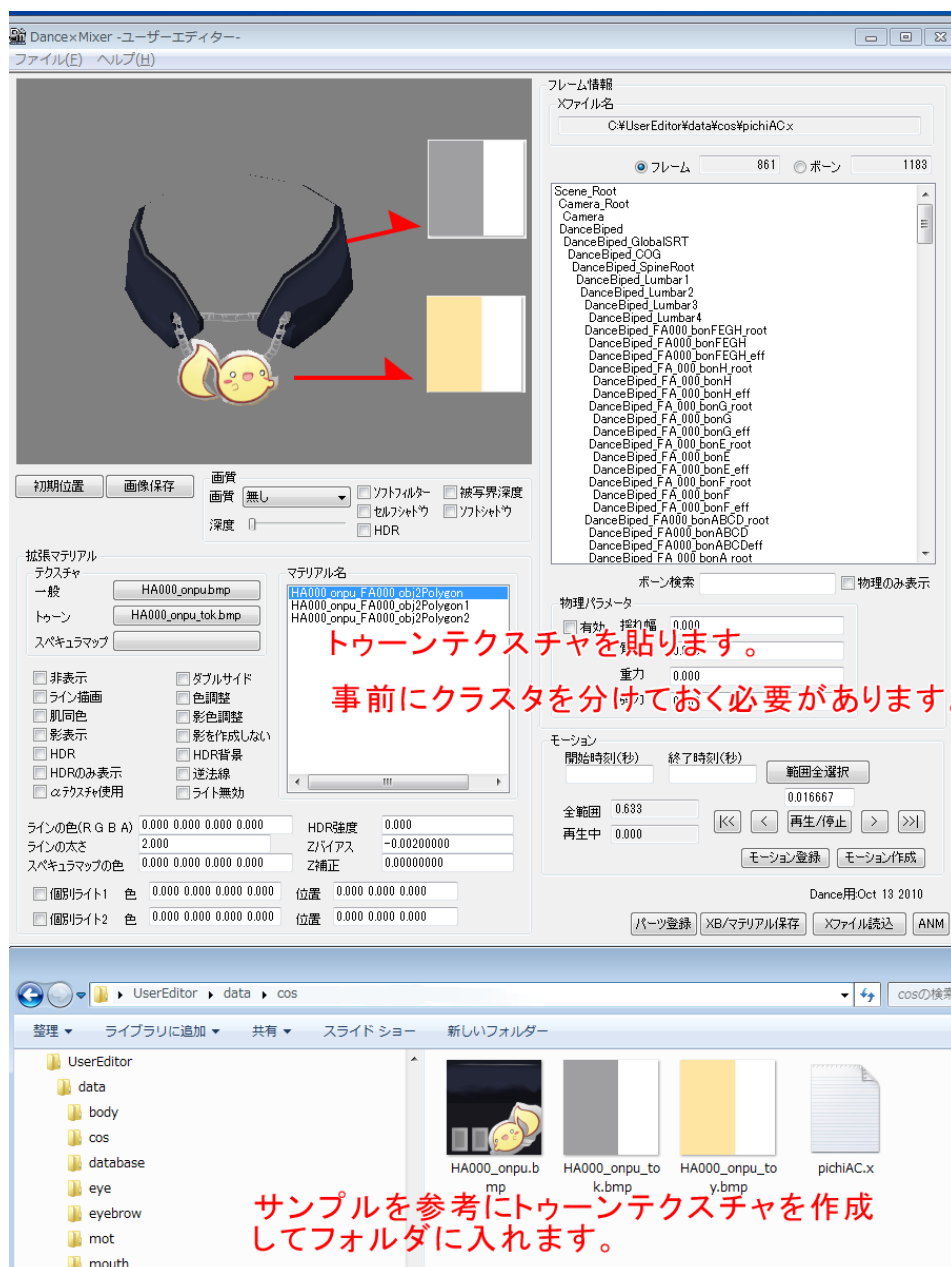 Dance×Mixer -ユーザーエディター-
ファイル(F) ヘルプ(H)
フレーム情報
Xファイル名
C:¥UserEditor¥data¥cos¥pichiAC.x
フレーム 861 ボーン 1183
Scene_Root
Camera_Root
Camera
DanceBiped
DanceBiped_GlobalSRT
DanceBiped_COG
DanceBiped_SpineRoot
DanceBiped_Lumbar1
DanceBiped_Lumbar2
DanceBiped_Lumbar3
DanceBiped_Lumbar4
DanceBiped_FA000_bonFEGH_root
DanceBiped_FA000_bonFEGH
DanceBiped_FA000_bonFEGH_eff
DanceBiped_FA_000_bonH_root
DanceBiped_FA_000_bonH
DanceBiped_FA_000_bonH_eff
DanceBiped_FA_000_bonG_root
DanceBiped_FA_000_bonG
DanceBiped_FA_000_bonG_eff
DanceBiped_FA_000_bonE_root
DanceBiped_FA_000_bonE
DanceBiped_FA_000_bonE_eff
DanceBiped_FA_000_bonF_root
DanceBiped_FA_000_bonF
DanceBiped_FA_000_bonF_eff
DanceBiped_FA000_bonABCD_root
DanceBiped_FA000_bonABCD
DanceBiped_FA000_bonABCDeff
DanceBiped_FA_000_bonA_root
初期位置 画像保存
画質
画質 無し
深度
ソフトフィルター 被写界深度
セルフシャドウ ソフトシャドウ
HDR
拡張マテリアル
テクスチャ
一般 HA000_onpu.bmp
トゥーン HA000_onpu_tok.bmp
スペキュラマップ
マテリアル名
HA000_onpu_FA000_obj2Polygon
HA000_onpu_FA000_obj2Polygon1
HA000_onpu_FA000_obj2Polygon2
ボーン検索 物理のみ表示
物理パラメータ
有効 揺れ幅 0.000
重力 0.000
トゥーンテクスチャを貼ります。
事前にクラスタを分けておく必要があります。
非表示 ダブルサイド
ライン描画 色調整
肌同色 影色調整
影表示 影を作成しない
HDR HDR背景
HDRのみ表示 逆法線
αテクスチャ使用 ライト無効
ラインの色(R G B A) 0.000 0.000 0.000 0.000 HDR強度 0.000
ラインの太さ 2.000 Zバイアス -0.00200000
スペキュラマップの色 0.000 0.000 0.000 0.000 Z補正 0.00000000
個別ライト1 色 0.000 0.000 0.000 0.000 位置 0.000 0.000 0.000
個別ライト2 色 0.000 0.000 0.000 0.000 位置 0.000 0.000 0.000
モーション
開始時刻(秒) 終了時刻(秒) 範囲全選択
全範囲 0.633 0.016667
再生中 0.000 |<< < 再生/停止 > >>|
モーション登録 モーション作成
Dance用:Oct 13 2010
パーツ登録 XB/マテリアル保存 Xファイル読込 ANM
UserEditor data cos cosの検索
整理 ライブラリに追加 共有 スライド ショー 新しいフォルダー
UserEditor
data
body
cos
database
eye
eyebrow
mot
mouth
HA000_onpu.bmp HA000_onpu_tok.bmp HA000_onpu_toy.bmp pichiAC.x
サンプルを参考にトゥーンテクスチャを作成
してフォルダに入れます。